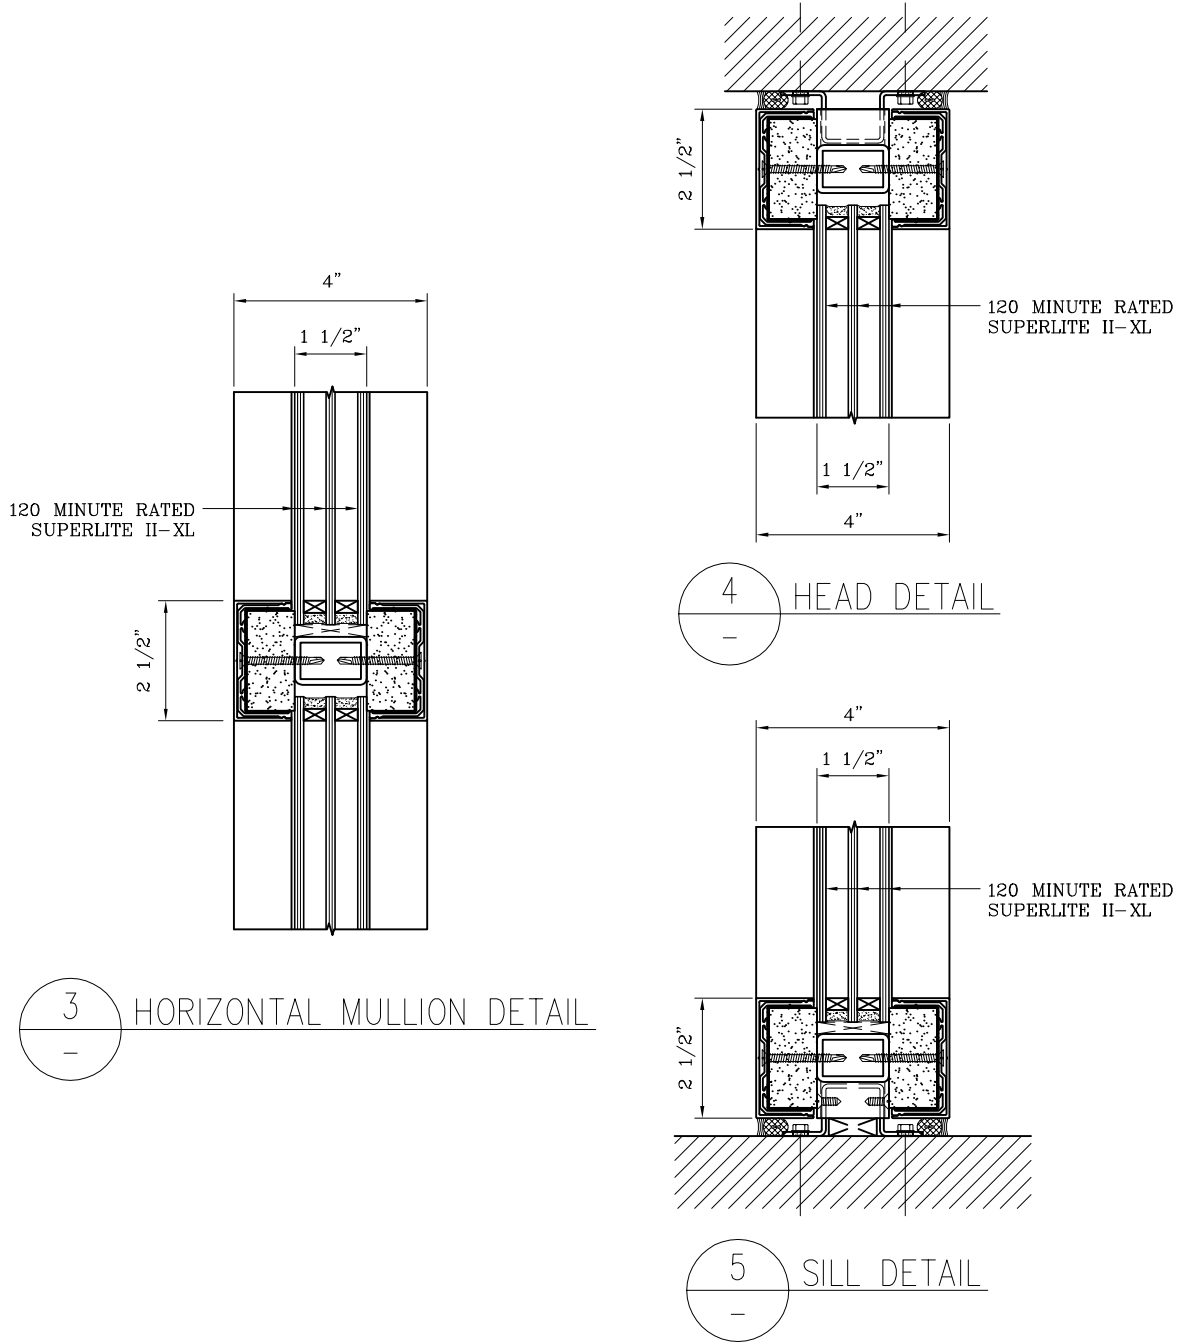 4"
1 1/2"
120 MINUTE RATED
SUPERLITE II-XL
2 1/2"
3
-
HORIZONTAL MULLION DETAIL
2 1/2"
120 MINUTE RATED
SUPERLITE II-XL
1 1/2"
4"
4
-
HEAD DETAIL
4"
1 1/2"
120 MINUTE RATED
SUPERLITE II-XL
2 1/2"
5
-
SILL DETAIL